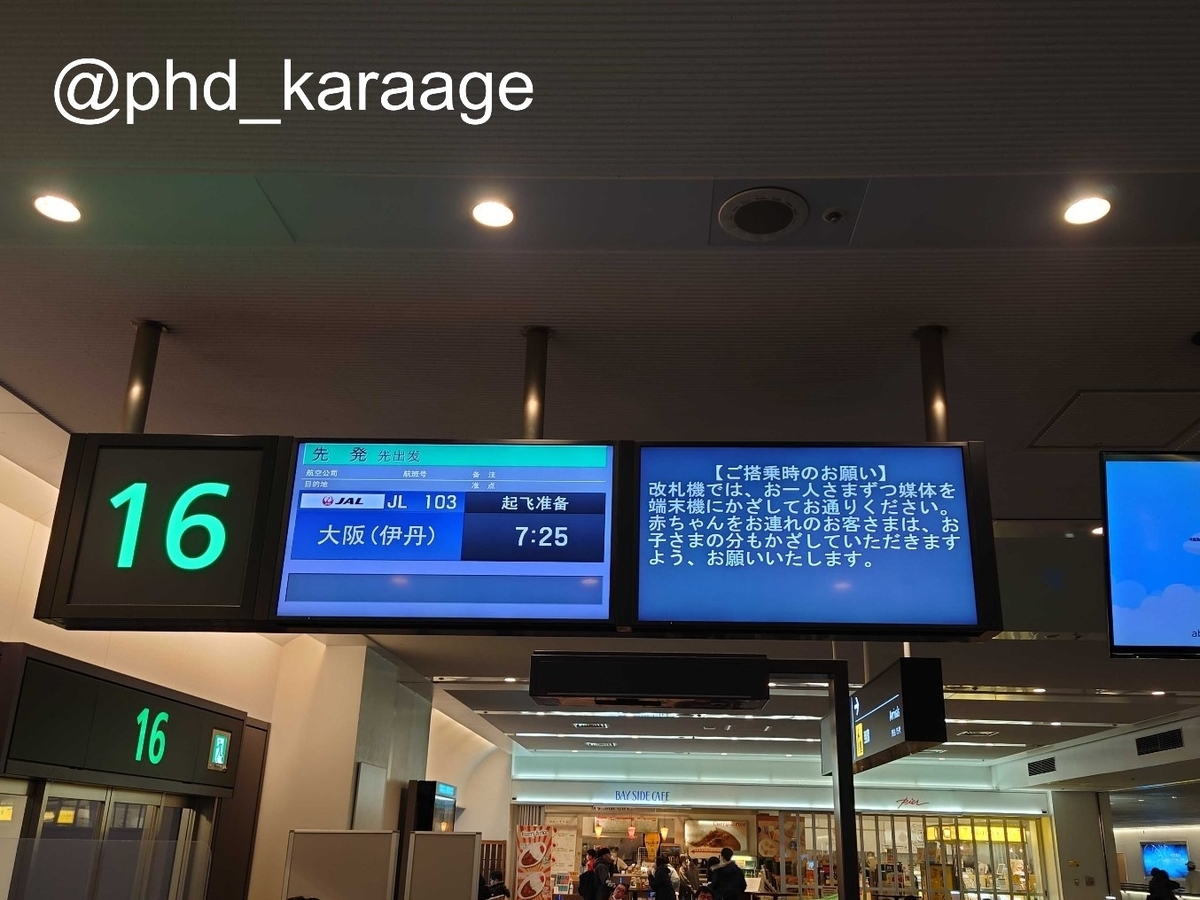 @phd_karaage
16
先 発 先出发
航空公司 航班号 备 注
目的地 准 点
JAL JL 103 起飞准备
大阪(伊丹) 7:25
【ご搭乗時のお願い】
改札機では、お一人さまずつ媒体を
端末機にかざしてお通りください。
赤ちゃんをお連れのお客さまは、お
子さまの分もかざしていただきます
よう、お願いいたします。
16
Arrivals
BAY SIDE CAFE
pier